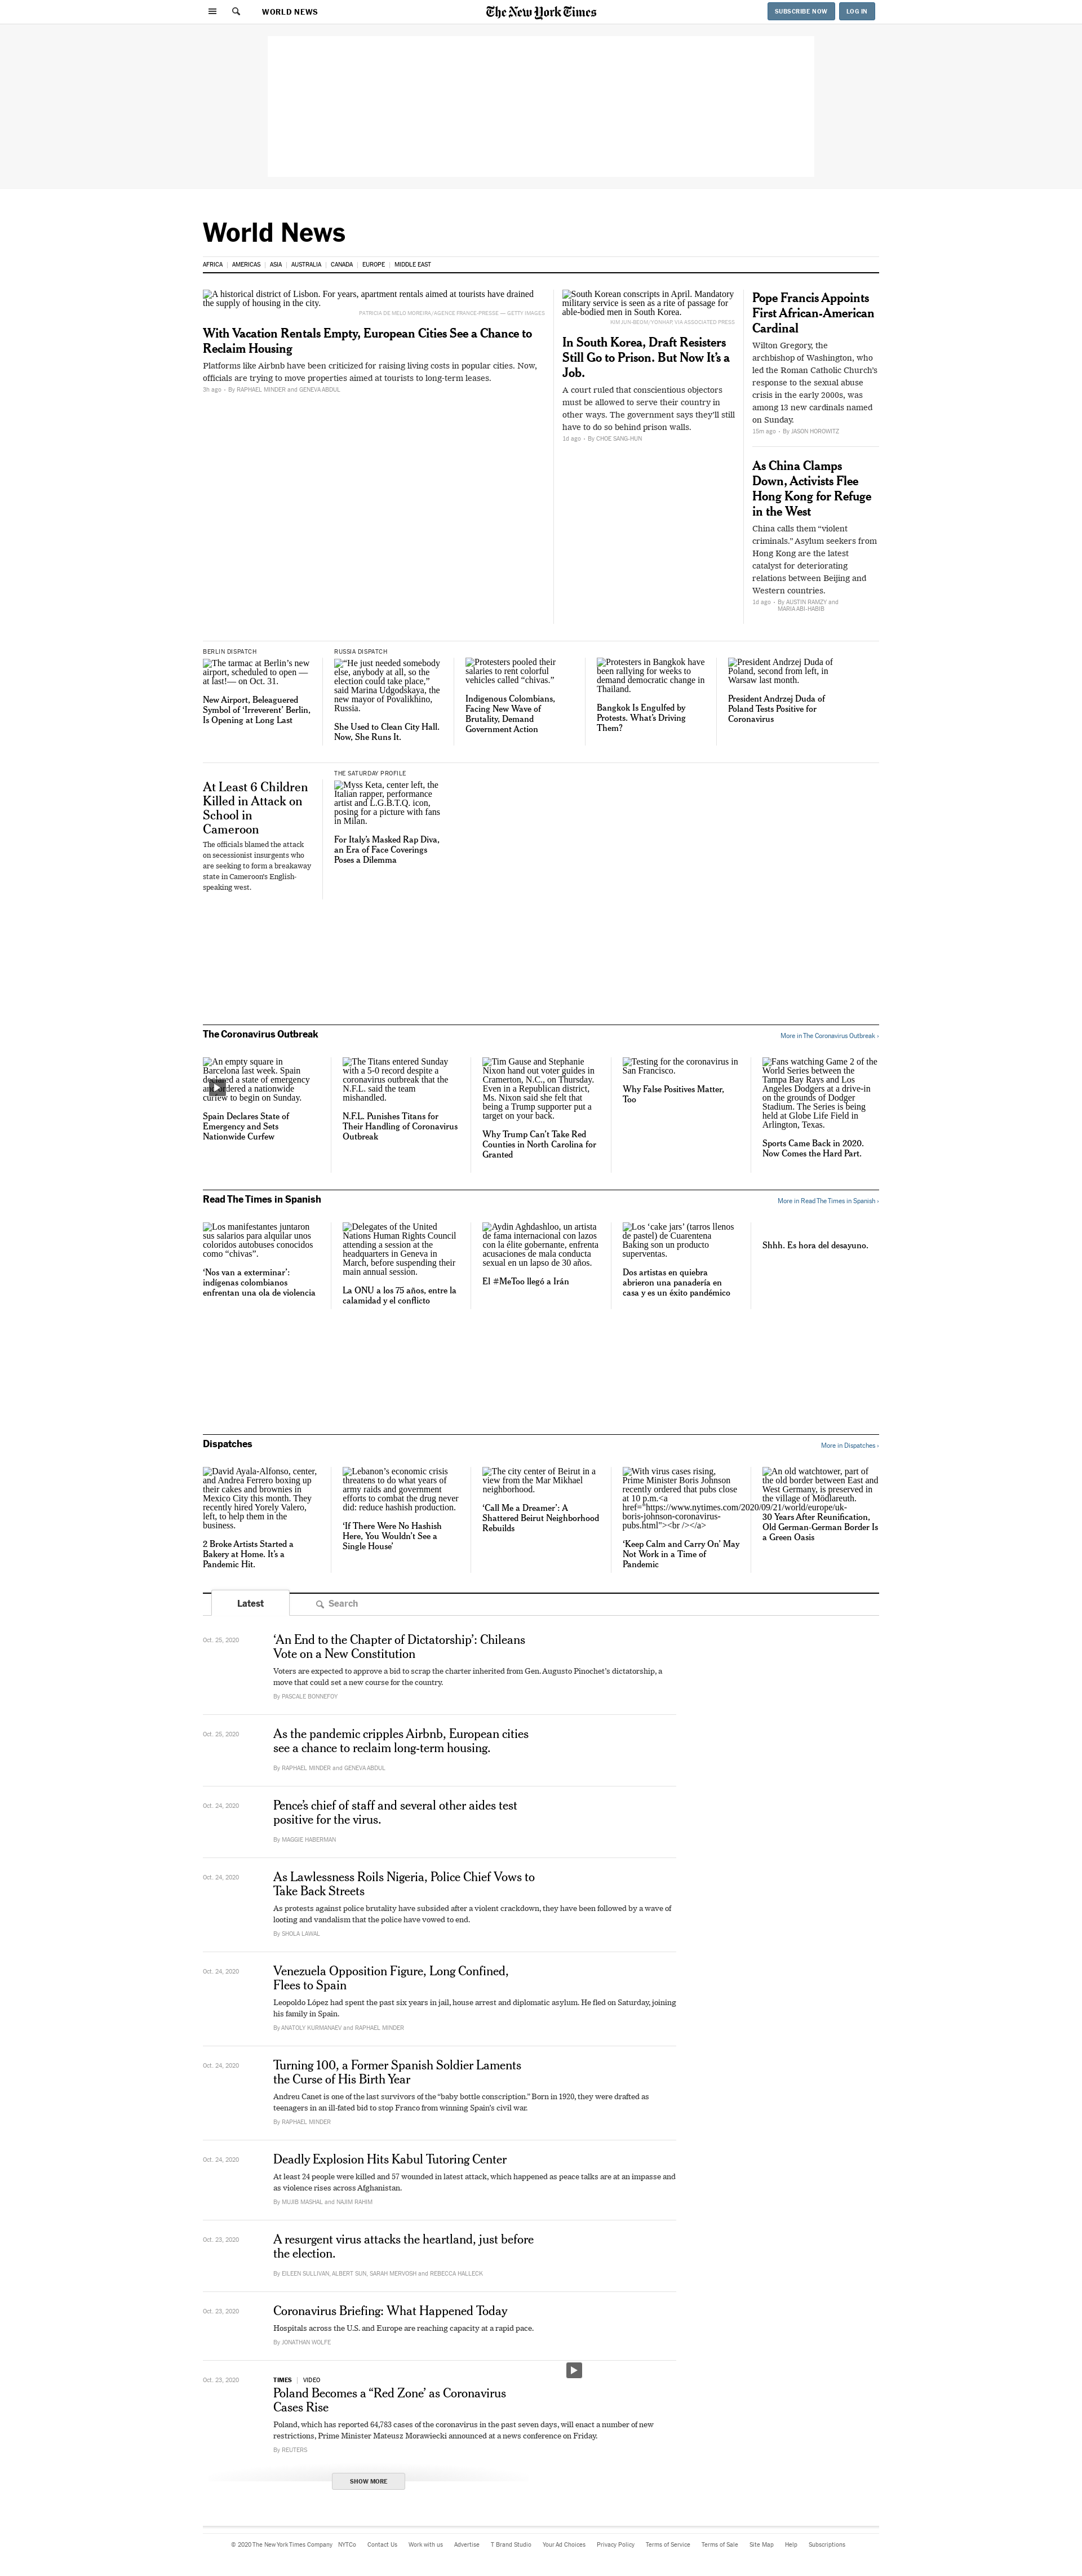 WORLD NEWS
The New York Times
SUBSCRIBE NOW
LOG IN
World News
AFRICA
AMERICAS
ASIA
AUSTRALIA
CANADA
EUROPE
MIDDLE EAST
A historical district of Lisbon. For years, apartment rentals aimed at tourists have drained
the supply of housing in the city.
PATRICIA DE MELO MOREIRA/AGENCE FRANCE-PRESSE — GETTY IMAGES
With Vacation Rentals Empty, European Cities See a Chance to
Reclaim Housing
Platforms like Airbnb have been criticized for raising living costs in popular cities. Now,
officials are trying to move properties aimed at tourists to long-term leases.
3h ago • By RAPHAEL MINDER and GENEVA ABDUL
South Korean conscripts in April. Mandatory
military service is seen as a rite of passage for
able-bodied men in South Korea.
KIM JUN-BEOM/YONHAP, VIA ASSOCIATED PRESS
In South Korea, Draft Resisters
Still Go to Prison. But Now It’s a
Job.
A court ruled that conscientious objectors
must be allowed to serve their country in
other ways. The government says they’ll still
have to do so behind prison walls.
1d ago • By CHOE SANG-HUN
Pope Francis Appoints
First African-American
Cardinal
Wilton Gregory, the
archbishop of Washington, who
led the Roman Catholic Church’s
response to the sexual abuse
crisis in the early 2000s, was
among 13 new cardinals named
on Sunday.
15m ago • By JASON HOROWITZ
As China Clamps
Down, Activists Flee
Hong Kong for Refuge
in the West
China calls them “violent
criminals.” Asylum seekers from
Hong Kong are the latest
catalyst for deteriorating
relations between Beijing and
Western countries.
1d ago • By AUSTIN RAMZY and
MARIA ABI-HABIB
BERLIN DISPATCH
The tarmac at Berlin’s new
airport, scheduled to open —
at last!— on Oct. 31.
New Airport, Beleaguered
Symbol of ‘Irreverent’ Berlin,
Is Opening at Long Last
RUSSIA DISPATCH
“He just needed somebody
else, anybody at all, so the
election could take place,”
said Marina Udgodskaya, the
new mayor of Povalikhino,
Russia.
She Used to Clean City Hall.
Now, She Runs It.
Protesters pooled their
salaries to rent colorful
vehicles called “chivas.”
Indigenous Colombians,
Facing New Wave of
Brutality, Demand
Government Action
Protesters in Bangkok have
been rallying for weeks to
demand democratic change in
Thailand.
Bangkok Is Engulfed by
Protests. What’s Driving
Them?
President Andrzej Duda of
Poland, second from left, in
Warsaw last month.
President Andrzej Duda of
Poland Tests Positive for
Coronavirus
At Least 6 Children
Killed in Attack on
School in
Cameroon
The officials blamed the attack
on secessionist insurgents who
are seeking to form a breakaway
state in Cameroon’s English-
speaking west.
THE SATURDAY PROFILE
Myss Keta, center left, the
Italian rapper, performance
artist and L.G.B.T.Q. icon,
posing for a picture with fans
in Milan.
For Italy’s Masked Rap Diva,
an Era of Face Coverings
Poses a Dilemma
The Coronavirus Outbreak
More in The Coronavirus Outbreak ›
An empty square in
Barcelona last week. Spain
declared a state of emergency
and ordered a nationwide
curfew to begin on Sunday.
Spain Declares State of
Emergency and Sets
Nationwide Curfew
The Titans entered Sunday
with a 5-0 record despite a
coronavirus outbreak that the
N.F.L. said the team
mishandled.
N.F.L. Punishes Titans for
Their Handling of Coronavirus
Outbreak
Tim Gause and Stephanie
Nixon hand out voter guides in
Cramerton, N.C., on Thursday.
Even in a Republican district,
Ms. Nixon said she felt that
being a Trump supporter put a
target on your back.
Why Trump Can’t Take Red
Counties in North Carolina for
Granted
Testing for the coronavirus in
San Francisco.
Why False Positives Matter,
Too
Fans watching Game 2 of the
World Series between the
Tampa Bay Rays and Los
Angeles Dodgers at a drive-in
on the grounds of Dodger
Stadium. The Series is being
held at Globe Life Field in
Arlington, Texas.
Sports Came Back in 2020.
Now Comes the Hard Part.
Read The Times in Spanish
More in Read The Times in Spanish ›
Los manifestantes juntaron
sus salarios para alquilar unos
coloridos autobuses conocidos
como “chivas”.
‘Nos van a exterminar’:
indígenas colombianos
enfrentan una ola de violencia
Delegates of the United
Nations Human Rights Council
attending a session at the
headquarters in Geneva in
March, before suspending their
main annual session.
La ONU a los 75 años, entre la
calamidad y el conflicto
Aydin Aghdashloo, un artista
de fama internacional con lazos
con la élite gobernante, enfrenta
acusaciones de mala conducta
sexual en un lapso de 30 años.
El #MeToo llegó a Irán
Los ‘cake jars’ (tarros llenos
de pastel) de Cuarentena
Baking son un producto
superventas.
Dos artistas en quiebra
abrieron una panadería en
casa y es un éxito pandémico
Shhh. Es hora del desayuno.
Dispatches
More in Dispatches ›
David Ayala-Alfonso, center,
and Andrea Ferrero boxing up
their cakes and brownies in
Mexico City this month. They
recently hired Yorely Valero,
left, to help them in the
business.
2 Broke Artists Started a
Bakery at Home. It’s a
Pandemic Hit.
Lebanon’s economic crisis
threatens to do what years of
army raids and government
efforts to combat the drug never
did: reduce hashish production.
‘If There Were No Hashish
Here, You Wouldn’t See a
Single House’
The city center of Beirut in a
view from the Mar Mikhael
neighborhood.
‘Call Me a Dreamer’: A
Shattered Beirut Neighborhood
Rebuilds
With virus cases rising,
Prime Minister Boris Johnson
recently ordered that pubs close
at 10 p.m.<a
href="https://www.nytimes.com/2020/09/21/world/europe/uk-
boris-johnson-coronavirus-
pubs.html"><br /></a>
‘Keep Calm and Carry On’ May
Not Work in a Time of
Pandemic
An old watchtower, part of
the old border between East and
West Germany, is preserved in
the village of Mödlareuth.
30 Years After Reunification,
Old German-German Border Is
a Green Oasis
Latest
Search
Oct. 25, 2020
‘An End to the Chapter of Dictatorship’: Chileans
Vote on a New Constitution
Voters are expected to approve a bid to scrap the charter inherited from Gen. Augusto Pinochet’s dictatorship, a
move that could set a new course for the country.
By PASCALE BONNEFOY
Oct. 25, 2020
As the pandemic cripples Airbnb, European cities
see a chance to reclaim long-term housing.
By RAPHAEL MINDER and GENEVA ABDUL
Oct. 24, 2020
Pence’s chief of staff and several other aides test
positive for the virus.
By MAGGIE HABERMAN
Oct. 24, 2020
As Lawlessness Roils Nigeria, Police Chief Vows to
Take Back Streets
As protests against police brutality have subsided after a violent crackdown, they have been followed by a wave of
looting and vandalism that the police have vowed to end.
By SHOLA LAWAL
Oct. 24, 2020
Venezuela Opposition Figure, Long Confined,
Flees to Spain
Leopoldo López had spent the past six years in jail, house arrest and diplomatic asylum. He fled on Saturday, joining
his family in Spain.
By ANATOLY KURMANAEV and RAPHAEL MINDER
Oct. 24, 2020
Turning 100, a Former Spanish Soldier Laments
the Curse of His Birth Year
Andreu Canet is one of the last survivors of the “baby bottle conscription.” Born in 1920, they were drafted as
teenagers in an ill-fated bid to stop Franco from winning Spain’s civil war.
By RAPHAEL MINDER
Oct. 24, 2020
Deadly Explosion Hits Kabul Tutoring Center
At least 24 people were killed and 57 wounded in latest attack, which happened as peace talks are at an impasse and
as violence rises across Afghanistan.
By MUJIB MASHAL and NAJIM RAHIM
Oct. 23, 2020
A resurgent virus attacks the heartland, just before
the election.
By EILEEN SULLIVAN, ALBERT SUN, SARAH MERVOSH and REBECCA HALLECK
Oct. 23, 2020
Coronavirus Briefing: What Happened Today
Hospitals across the U.S. and Europe are reaching capacity at a rapid pace.
By JONATHAN WOLFE
Oct. 23, 2020
TIMES | VIDEO
Poland Becomes a “Red Zone’ as Coronavirus
Cases Rise
Poland, which has reported 64,783 cases of the coronavirus in the past seven days, will enact a number of new
restrictions, Prime Minister Mateusz Morawiecki announced at a news conference on Friday.
By REUTERS
SHOW MORE
© 2020 The New York Times Company
NYTCo
Contact Us
Work with us
Advertise
T Brand Studio
Your Ad Choices
Privacy Policy
Terms of Service
Terms of Sale
Site Map
Help
Subscriptions